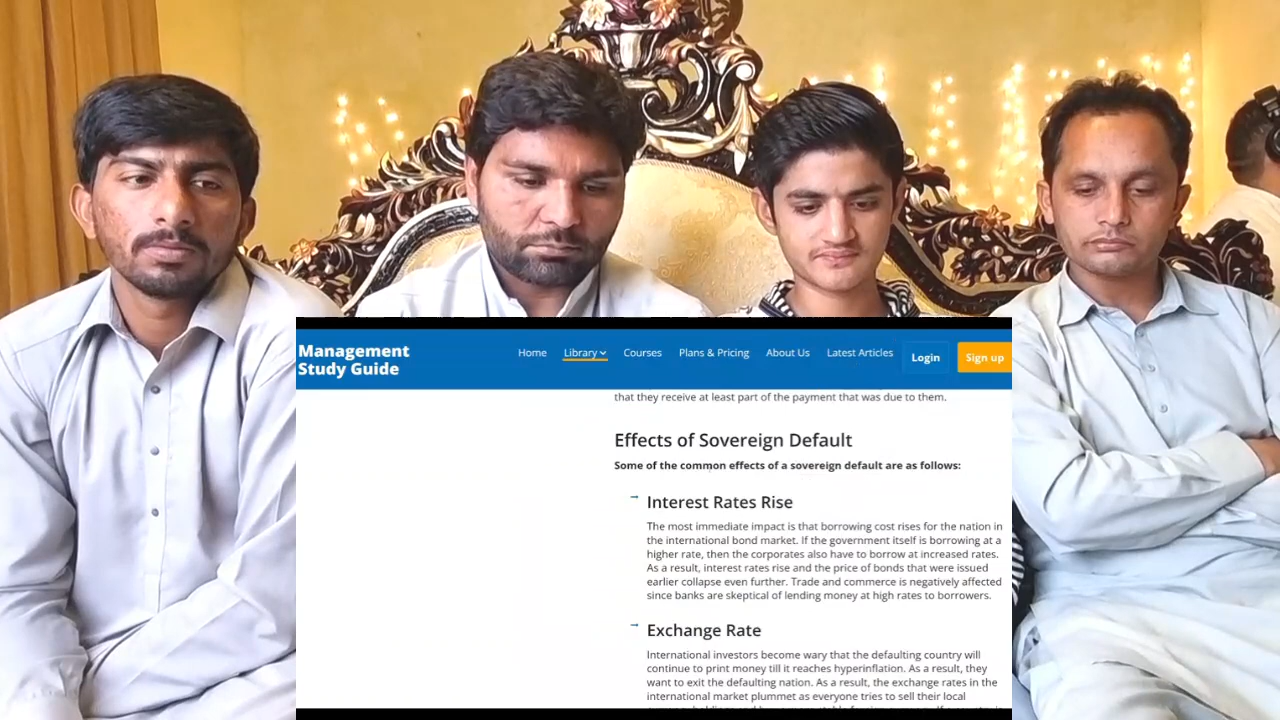 Management
Study Guide
Home
Library
Courses
Plans & Pricing
About Us
Latest Articles
Login
Sign up
that they receive at least part of the payment that was due to them.
Effects of Sovereign Default
Some of the common effects of a sovereign default are as follows:
Interest Rates Rise
The most immediate impact is that borrowing cost rises for the nation in
the international bond market. If the government itself is borrowing at a
higher rate, then the corporates also have to borrow at increased rates.
As a result, interest rates rise and the price of bonds that were issued
earlier collapse even further. Trade and commerce is negatively affected
since banks are skeptical of lending money at high rates to borrowers.
Exchange Rate
International investors become wary that the defaulting country will
continue to print money till it reaches hyperinflation. As a result, they
want to exit the defaulting nation. As a result, the exchange rates in the
international market plummet as everyone tries to sell their local